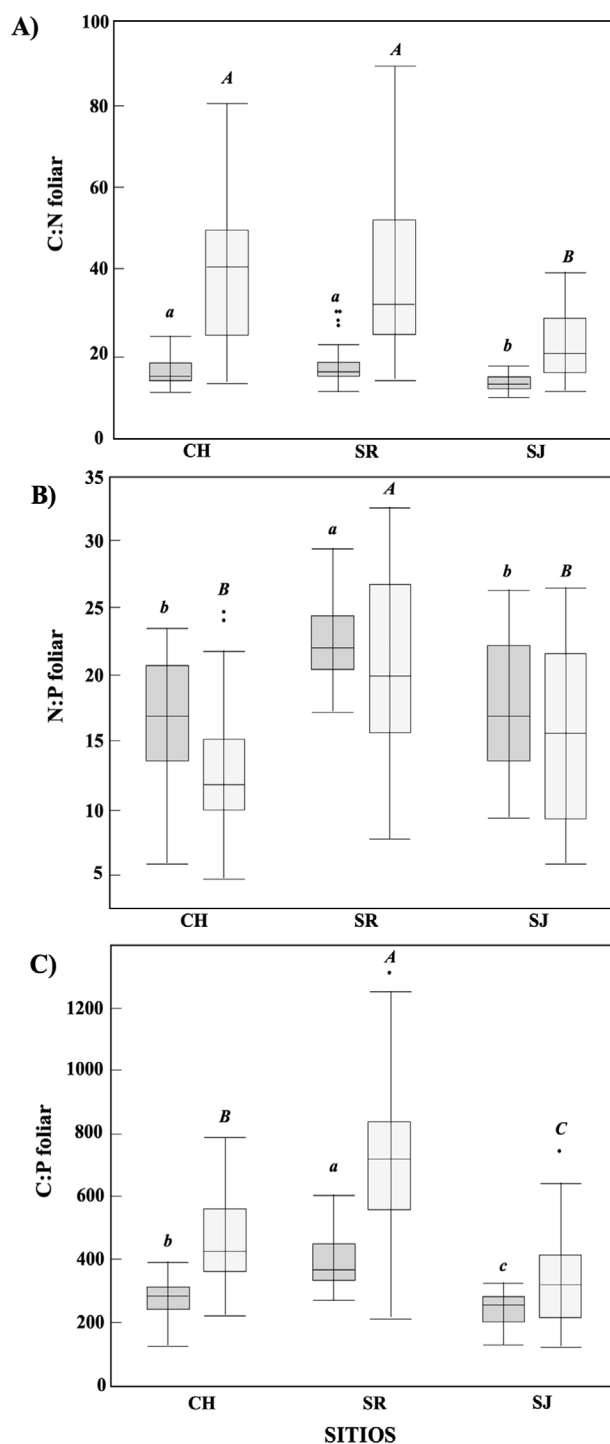 A)
100
80
60
40
20
0
C:N foliar
a A a A b B
CH SR SJ
B)
35
30
25
20
15
10
5
N:P foliar
b B a A b B
CH SR SJ
C)
1200
1000
800
600
400
200
0
C:P foliar
b B a A c C
CH SR SJ
SITIOS